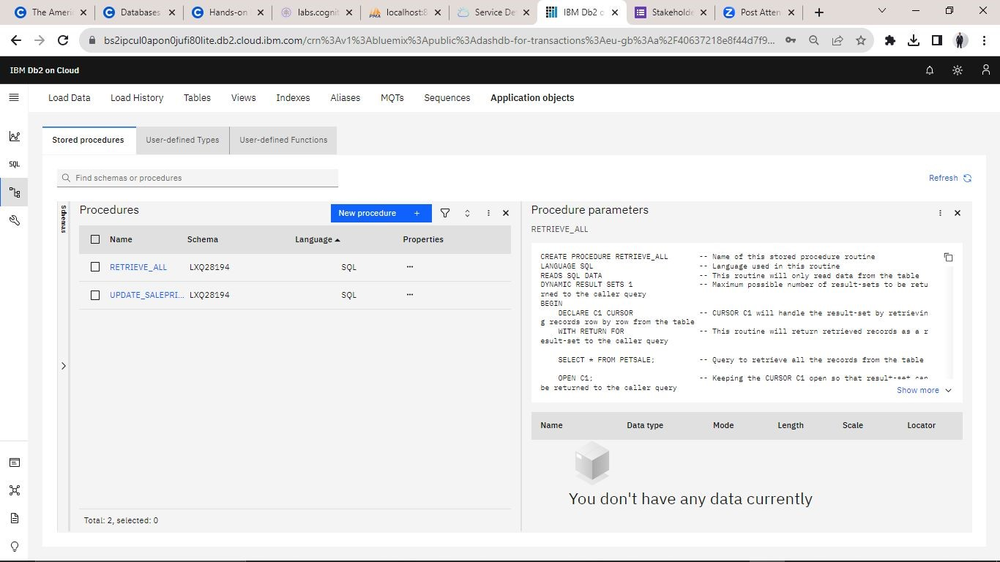 The Ameri
Databases
Hands-on
labs.cognit
localhost:8
Service De
IBM Db2 o
Stakeholde
Post Atten
bs2ipcul0apon0jufi80lite.db2.cloud.ibm.com/crn%3Av1%3Abluemix%3Apublic%3Adashdb-for-transactions%3Aeu-gb%3Aa%2F40637218e8f44d7f9...
IBM Db2 on Cloud
Load Data Load History Tables Views Indexes Aliases MQTs Sequences Application objects
Stored procedures User-defined Types User-defined Functions
SQL
Find schemas or procedures
Refresh
Schemas
Procedures
New procedure +
Name Schema Language Properties
RETRIEVE_ALL LXQ28194 SQL ...
UPDATE_SALEPRI... LXQ28194 SQL ...
Total: 2, selected: 0
Procedure parameters
RETRIEVE_ALL
CREATE PROCEDURE RETRIEVE_ALL -- Name of this stored procedure routine
LANGUAGE SQL -- Language used in this routine
READS SQL DATA -- This routine will only read data from the table
DYNAMIC RESULT SETS 1 -- Maximum possible number of result-sets to be retu
rned to the caller query
BEGIN
DECLARE C1 CURSOR -- CURSOR C1 will handle the result-set by retrievin
g records row by row from the table
WITH RETURN FOR -- This routine will return retrieved records as a r
esult-set to the caller query
SELECT * FROM PETSALE; -- Query to retrieve all the records from the table
OPEN C1; -- Keeping the CURSOR C1 open so that result-set can
be returned to the caller query
Show more
Name Data type Mode Length Scale Locator
You don't have any data currently